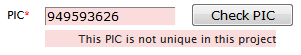 PIC* 949593626 Check PIC
This PIC is not unique in this project